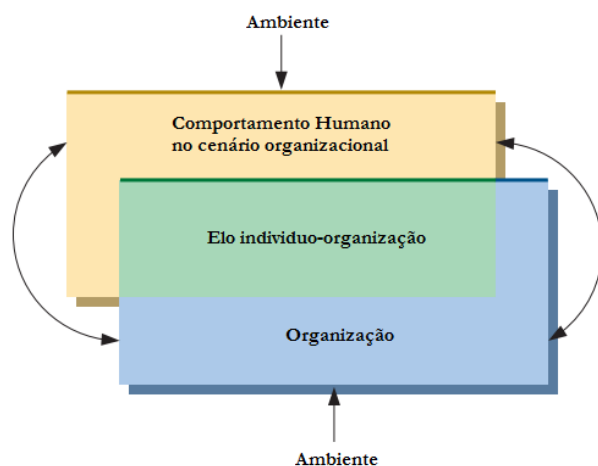 Ambiente
Comportamento Humano
no cenário organizacional
Elo individuo-organização
Organização
Ambiente